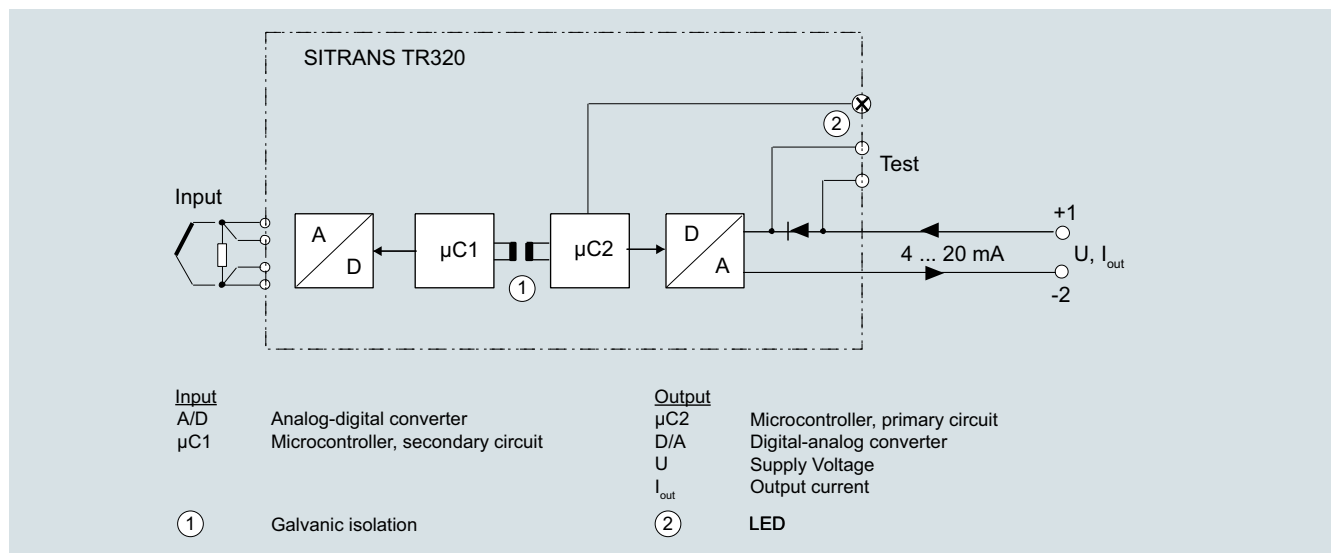 SITRANS TR320
2
Test
Input
A
D
µC1
µC2
D
A
+1
4 ... 20 mA
U, Iout
1
-2
Input
A/D Analog-digital converter
µC1 Microcontroller, secondary circuit
1 Galvanic isolation
Output
µC2 Microcontroller, primary circuit
D/A Digital-analog converter
U Supply Voltage
Iout Output current
2 LED